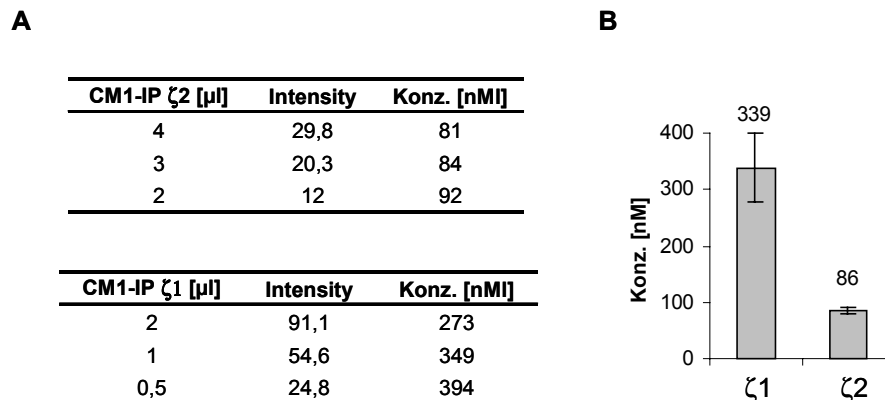 A
CM1-IP ζ2 [µl] Intensity Konz. [nMl]
4 29,8 81
3 20,3 84
2 12 92
CM1-IP ζ1 [µl] Intensity Konz. [nMl]
2 91,1 273
1 54,6 349
0,5 24,8 394
B
339
400
300
200
100
0
86
Konz. [nM]
ζ1 ζ2